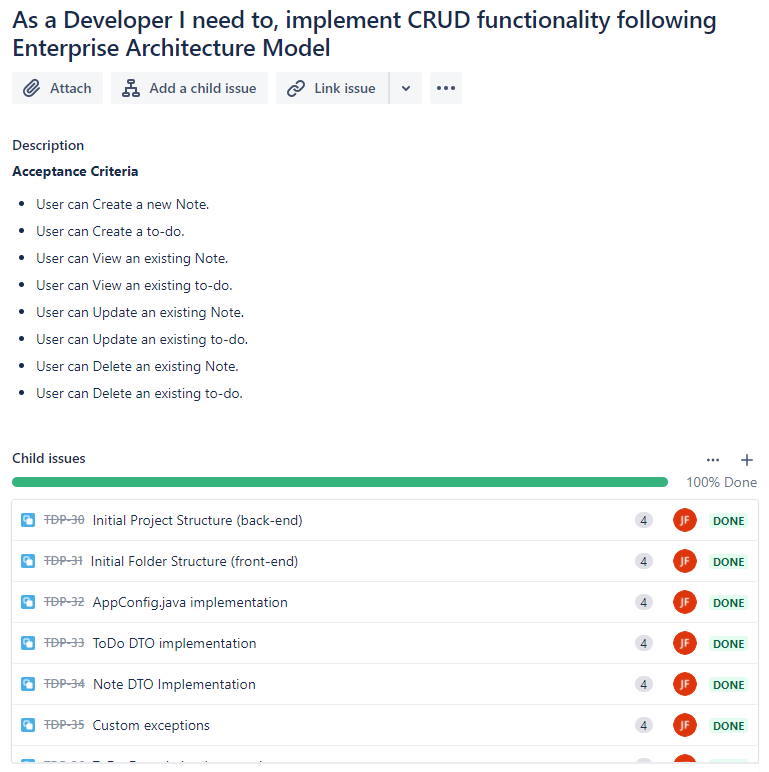 As a Developer I need to, implement CRUD functionality following
Enterprise Architecture Model
Attach
Add a child issue
Link issue
Description
Acceptance Criteria
User can Create a new Note.
User can Create a to-do.
User can View an existing Note.
User can View an existing to-do.
User can Update an existing Note.
User can Update an existing to-do.
User can Delete an existing Note.
User can Delete an existing to-do.
Child issues
100% Done
TDP-30 Initial Project Structure (back-end) 4 JF DONE
TDP-31 Initial Folder Structure (front-end) 4 JF DONE
TDP-32 AppConfig.java implementation 4 JF DONE
TDP-33 ToDo DTO implementation 4 JF DONE
TDP-34 Note DTO Implementation 4 JF DONE
TDP-35 Custom exceptions 4 JF DONE